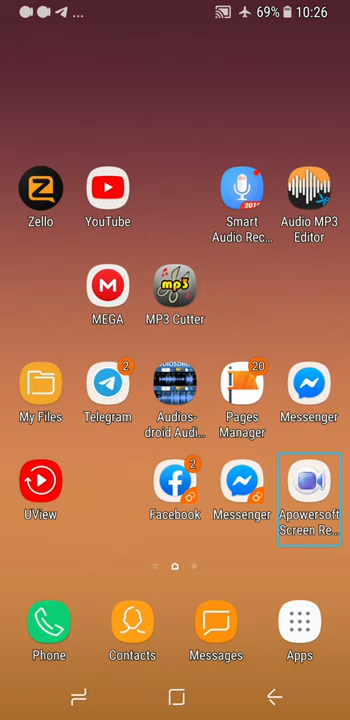 ... 69% 10:26
Zello YouTube Smart Audio MP3
Audio Rec... Editor
2018
MEGA MP3 Cutter
mp3
2 20
My Files Telegram Audios- Pages Messenger
droid Audi... Manager
2
UView Facebook Messenger Apowersoft
Screen Re...
Phone Contacts Messages Apps